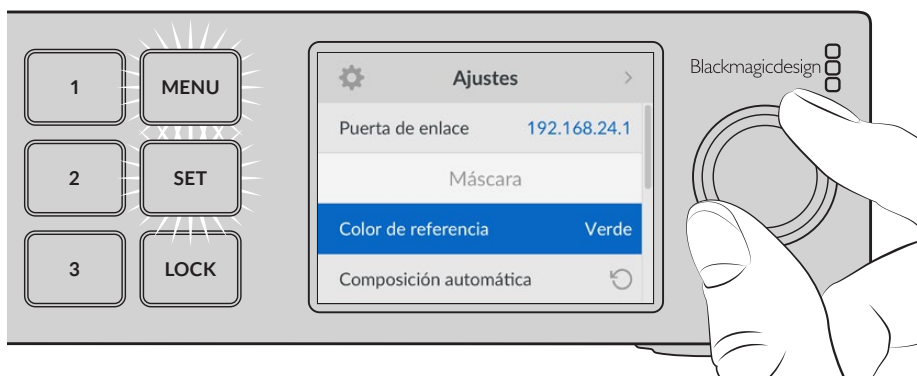 1
MENU
2
SET
3
LOCK
Ajustes
Puerta de enlace 192.168.24.1
Máscara
Color de referencia Verde
Composición automática
Blackmagicdesign